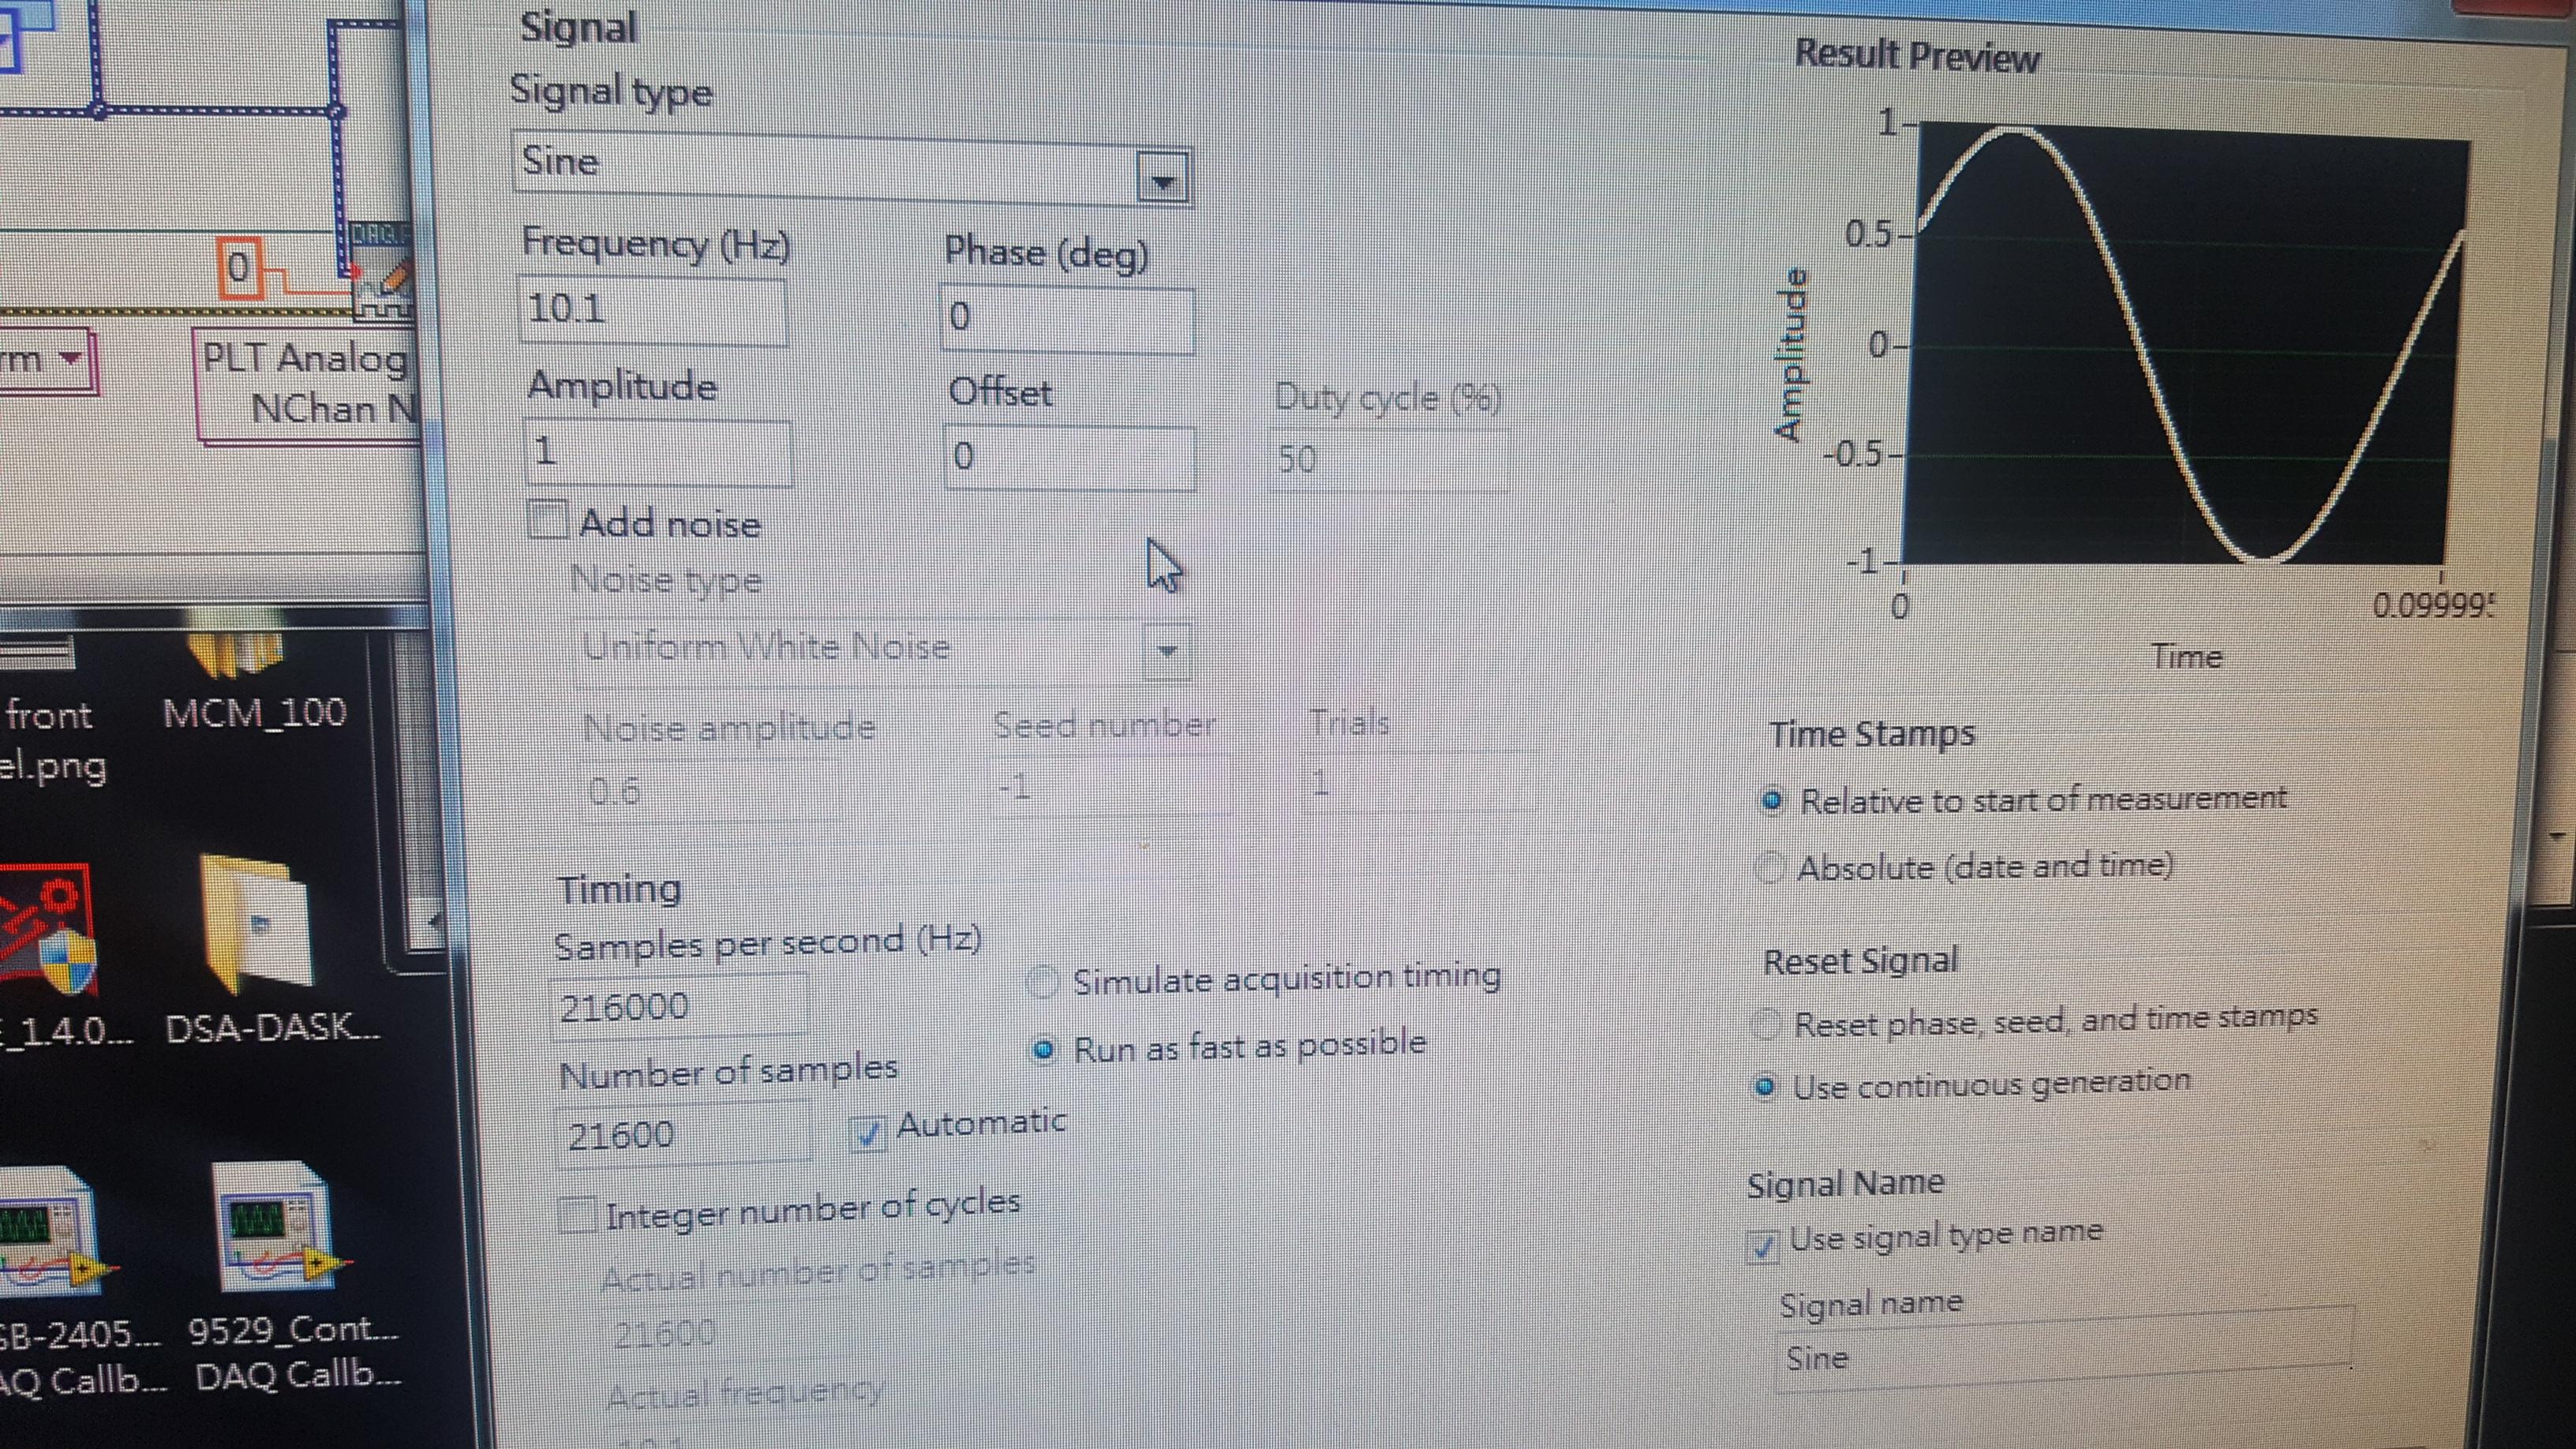 Signal
Signal type
Sine
Frequency (Hz)
Phase (deg)
10.1
0
Amplitude
Offset
Duty cycle (%)
1
0
50
Add noise
Noise type
Uniform White Noise
Noise amplitude
Seed number
Trials
0.6
-1
1
Timing
Samples per second (Hz)
216000
Simulate acquisition timing
Run as fast as possible
Number of samples
21600
Automatic
Integer number of cycles
Actual number of samples
21600
Actual frequency
Result Preview
1
0.5
0
-0.5
-1
Amplitude
0
0.09999
Time
Time Stamps
Relative to start of measurement
Absolute (date and time)
Reset Signal
Reset phase, seed, and time stamps
Use continuous generation
Signal Name
Use signal type name
Signal name
Sine
0
rm
PLT Analog
NChan N
front
el.png
MCM_100
_1.4.0...
DSA-DASK...
SB-2405...
AQ Callb...
9529_Cont...
DAQ Callb...